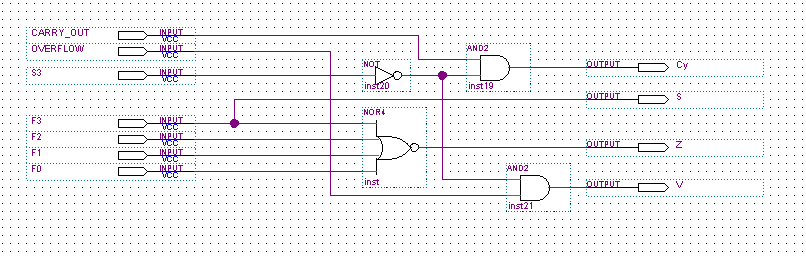 CARRY_OUT INPUT VCC
OVERFLOW INPUT VCC
AND2
NOT
S3 INPUT VCC
OUTPUT Cy
inst20
inst19
OUTPUT S
NOR4
F3 INPUT VCC
F2 INPUT VCC
OUTPUT Z
F1 INPUT VCC
F0 INPUT VCC
AND2
inst
OUTPUT V
inst21